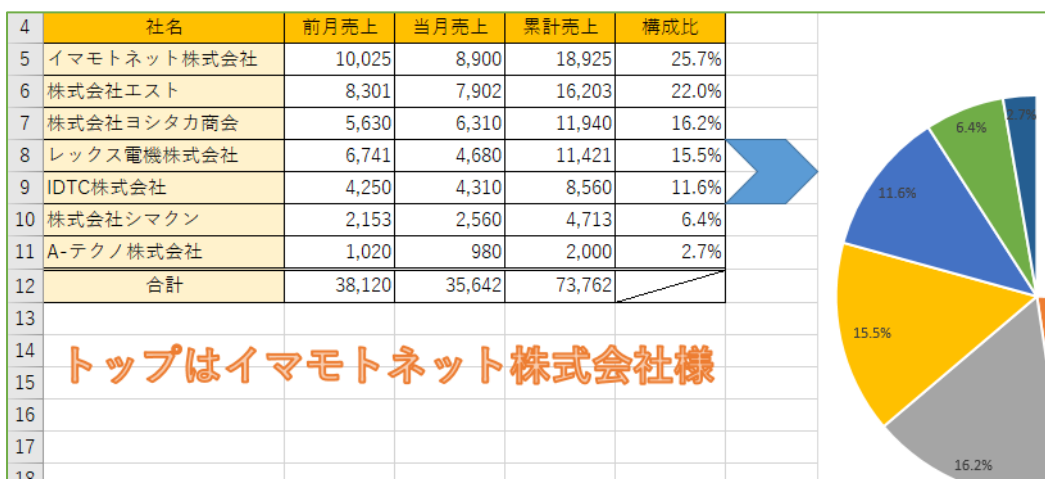 4 社名 前月売上 当月売上 累計売上 構成比
5 イマモトネット株式会社 10,025 8,900 18,925 25.7%
6 株式会社エスト 8,301 7,902 16,203 22.0%
7 株式会社ヨシタカ商会 5,630 6,310 11,940 16.2%
8 レックス電機株式会社 6,741 4,680 11,421 15.5%
9 IDTC株式会社 4,250 4,310 8,560 11.6%
10 株式会社シマクン 2,153 2,560 4,713 6.4%
11 A-テクノ株式会社 1,020 980 2,000 2.7%
12 合計 38,120 35,642 73,762
13
14
トップはイマモトネット株式会社様
15
16
17
18
2.7%
6.4%
11.6%
15.5%
16.2%